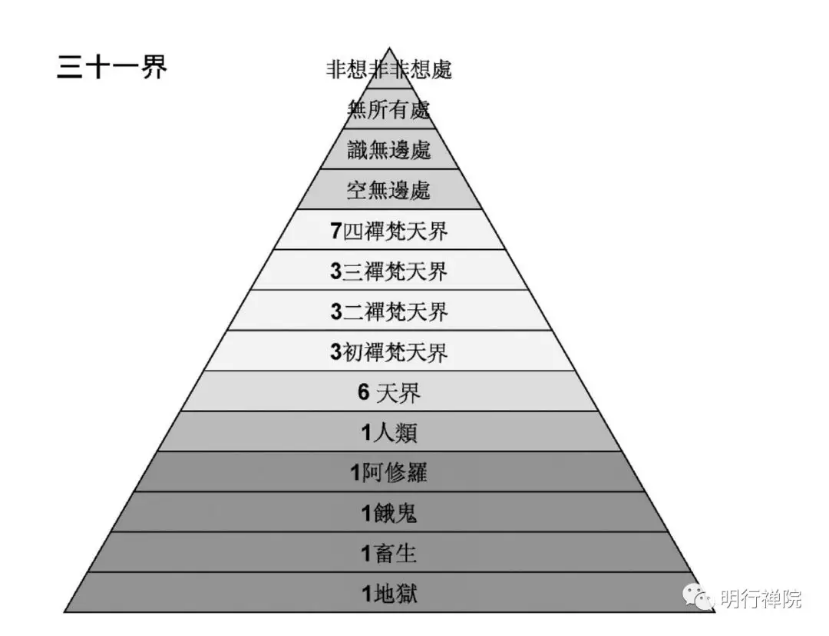 三十一界
非想非非想處
無所有處
識無邊處
空無邊處
7四禪梵天界
3三禪梵天界
3二禪梵天界
3初禪梵天界
6 天界
1人類
1阿修羅
1餓鬼
1畜生
1地獄
明行禅院